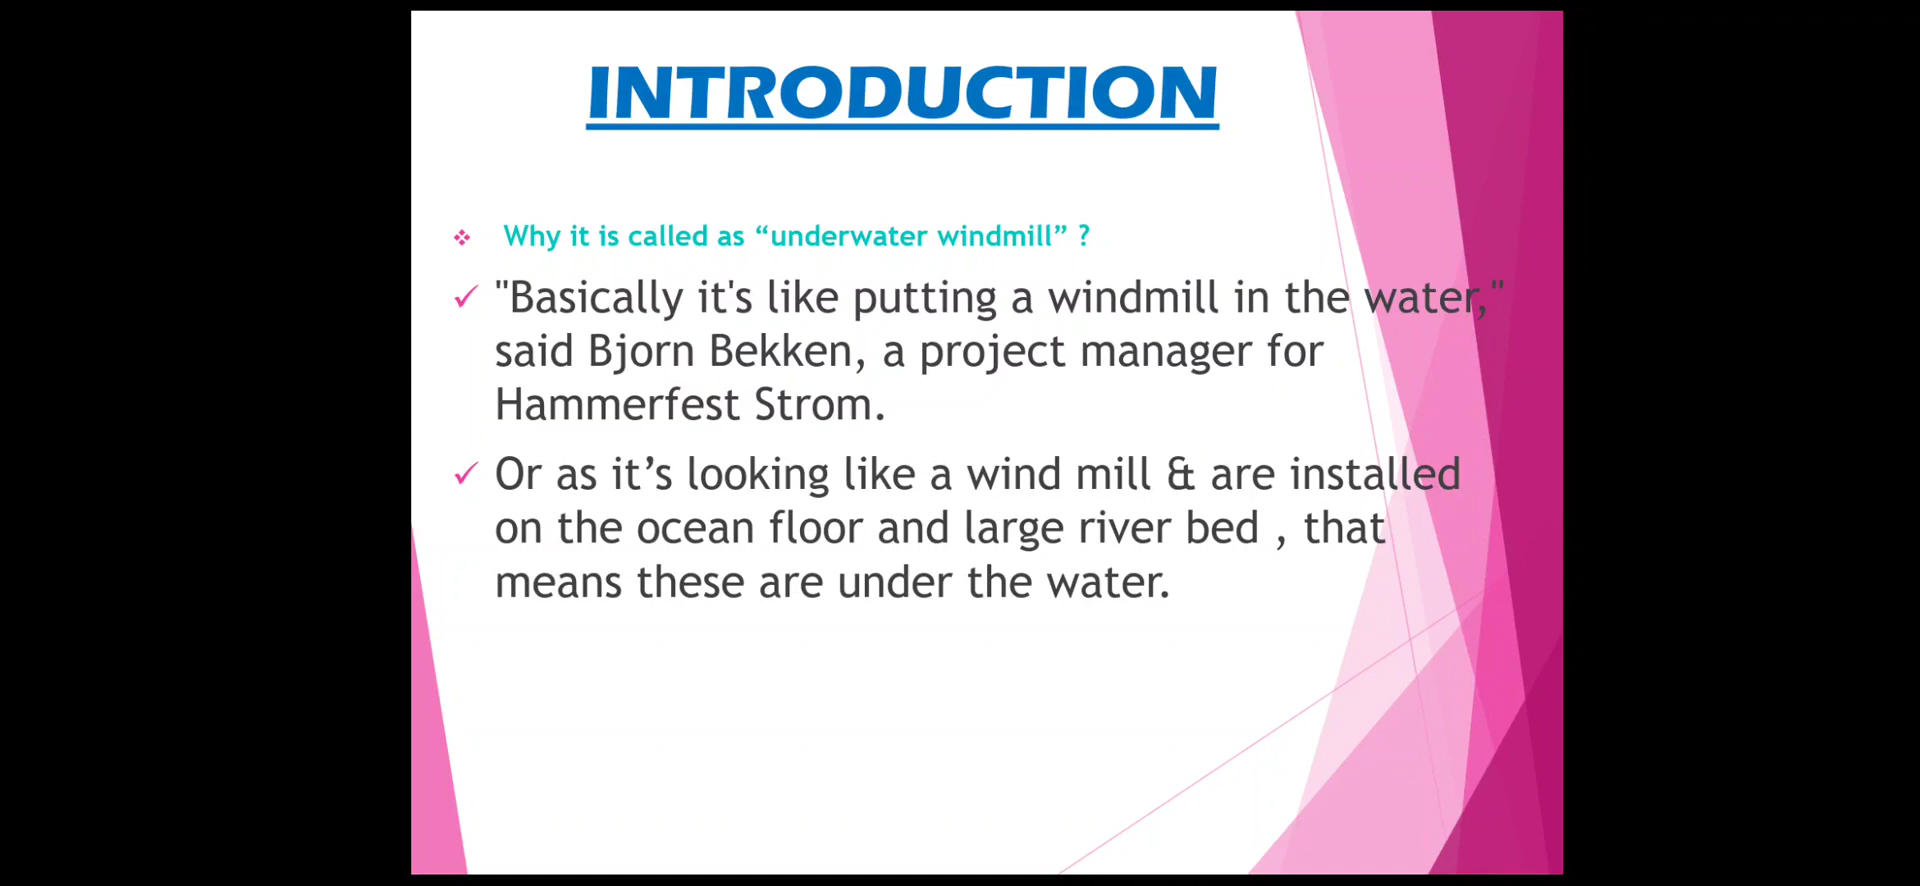 INTRODUCTION
Why it is called as “underwater windmill” ?
"Basically it's like putting a windmill in the water,"
said Bjorn Bekken, a project manager for
Hammerfest Strom.
Or as it’s looking like a wind mill & are installed
on the ocean floor and large river bed , that
means these are under the water.